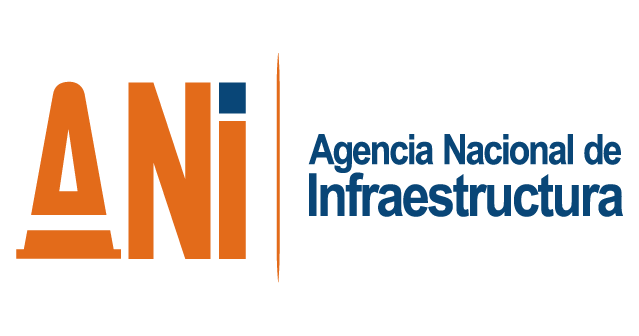 ANi
Agencia Nacional de
Infraestructura